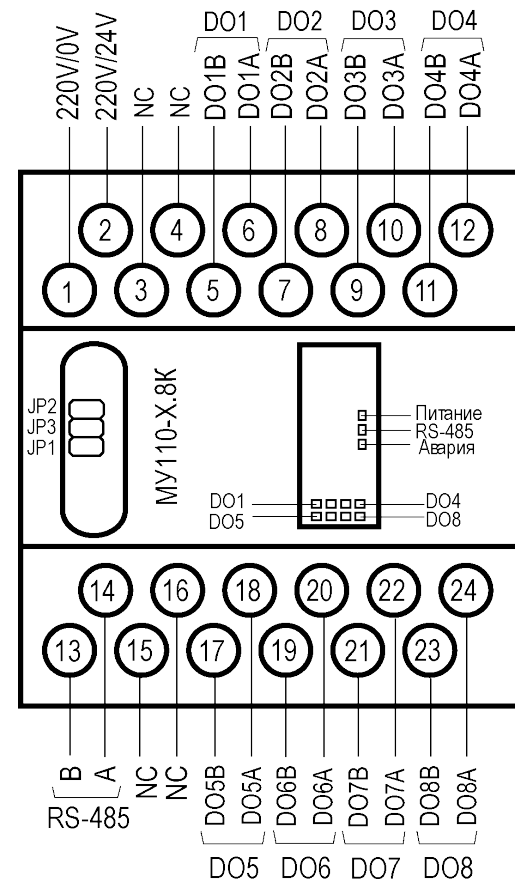 DO1 DO2 DO3 DO4
220V/0V
220V/24V
NC
NC
DO1B
DO1A
DO2B
DO2A
DO3B
DO3A
DO4B
DO4A
2 4 6 8 10 12
1 3 5 7 9 11
JP2
JP3
JP1
МУ110-Х.8К
Питание
RS-485
Авария
DO1 DO4
DO5 DO8
14 16 18 20 22 24
13 15 17 19 21 23
B
A
NC
NC
DO5B
DO5A
DO6B
DO6A
DO7B
DO7A
DO8B
DO8A
RS-485
DO5 DO6 DO7 DO8